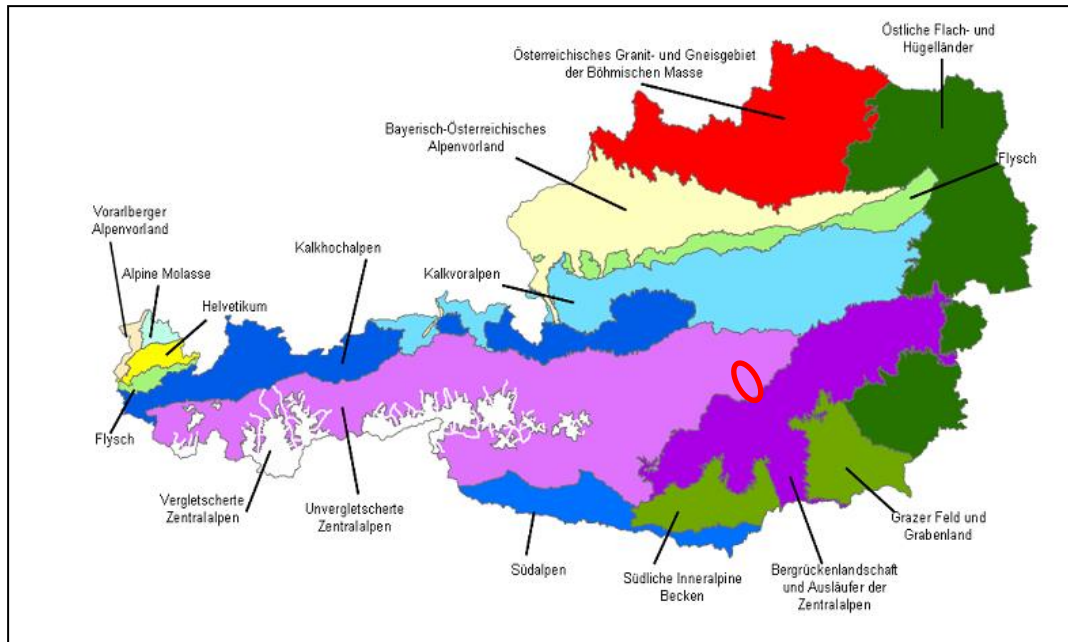 Östliche Flach- und
Hügelländer
Österreichisches Granit- und Gneisgebiet
der Böhmischen Masse
Bayerisch-Österreichisches
Alpenvorland
Flysch
Vorarlberger
Alpenvorland
Kalkhochalpen
Alpine Molasse
Kalkvoralpen
Helvetikum
Flysch
Vergletscherte
Zentralalpen
Unvergletscherte
Zentralalpen
Südalpen
Südliche Inneralpine
Becken
Bergrückenlandschaft
und Ausläufer der
Zentralalpen
Grazer Feld und
Grabenland